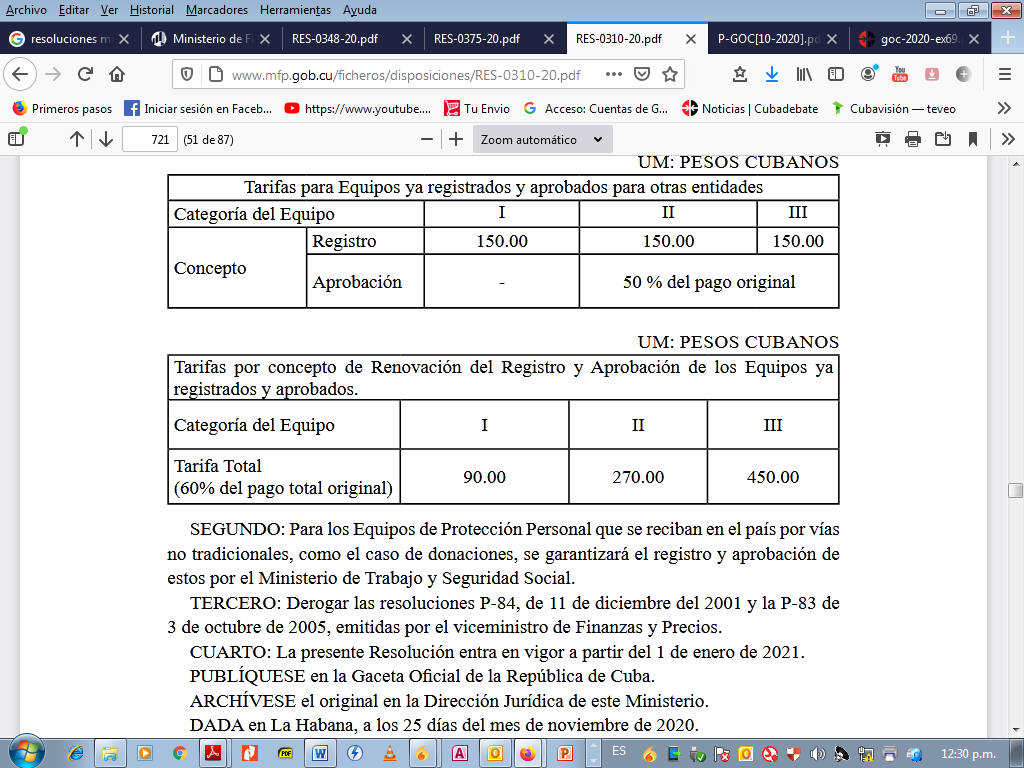 Archivo Editar Ver Historial Marcadores Herramientas Ayuda
resoluciones m
Ministerio de F
RES-0348-20.pdf
RES-0375-20.pdf
RES-0310-20.pdf
P-GOC[10-2020].pd
goc-2020-ex69.
www.mfp.gob.cu/ficheros/disposiciones/RES-0310-20.pdf
Primeros pasos
Iniciar sesión en Faceb...
https://www.youtube....
Tu Envio
Acceso: Cuentas de G...
Noticias | Cubadebate
Cubavisión — teveo
721 (51 de 87)
Zoom automático
UM: PESOS CUBANOS
Tarifas para Equipos ya registrados y aprobados para otras entidades
Categoría del Equipo I II III
Concepto
Registro 150.00 150.00 150.00
Aprobación - 50 % del pago original
UM: PESOS CUBANOS
Tarifas por concepto de Renovación del Registro y Aprobación de los Equipos ya
registrados y aprobados.
Categoría del Equipo I II III
Tarifa Total
(60% del pago total original) 90.00 270.00 450.00
SEGUNDO: Para los Equipos de Protección Personal que se reciban en el país por vías
no tradicionales, como el caso de donaciones, se garantizará el registro y aprobación de
estos por el Ministerio de Trabajo y Seguridad Social.
TERCERO: Derogar las resoluciones P-84, de 11 de diciembre del 2001 y la P-83 de
3 de octubre de 2005, emitidas por el viceministro de Finanzas y Precios.
CUARTO: La presente Resolución entra en vigor a partir del 1 de enero de 2021.
PUBLÍQUESE en la Gaceta Oficial de la República de Cuba.
ARCHÍVESE el original en la Dirección Jurídica de este Ministerio.
DADA en La Habana, a los 25 días del mes de noviembre de 2020.
ES
12:30 p.m.